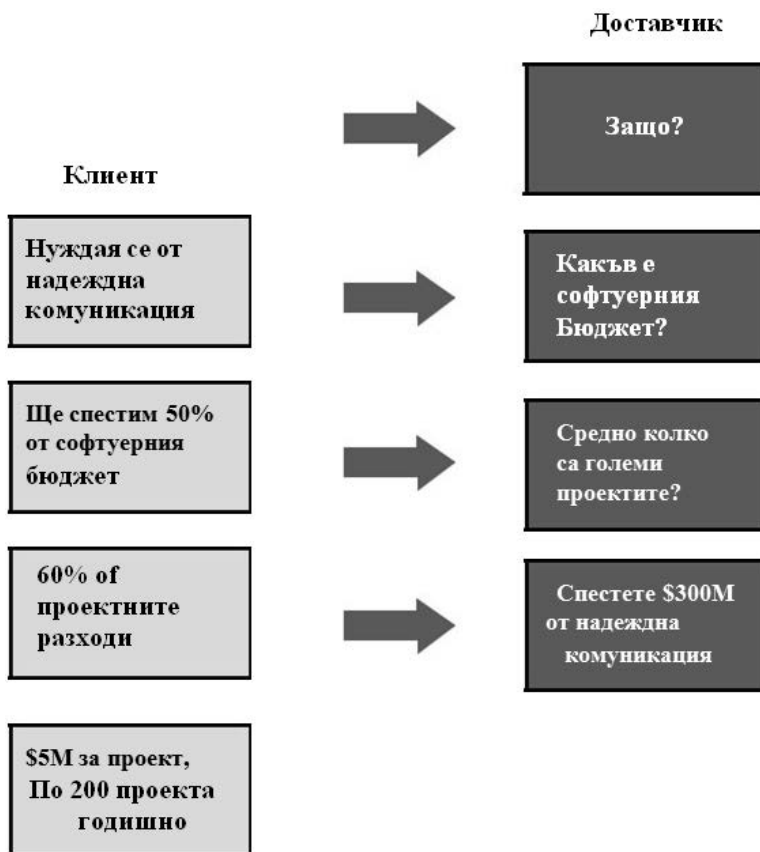 Доставчик
Защо?
Клиент
Нуждая се от
надеждна
комуникация
Какъв е
софтуерния
Бюджет?
Ще спестим 50%
от софтуерния
бюджет
Средно колко
са големи
проектите?
60% of
проектните
разходи
Спестете $300M
от надеждна
комуникация
$5M за проект,
По 200 проекта
годишно